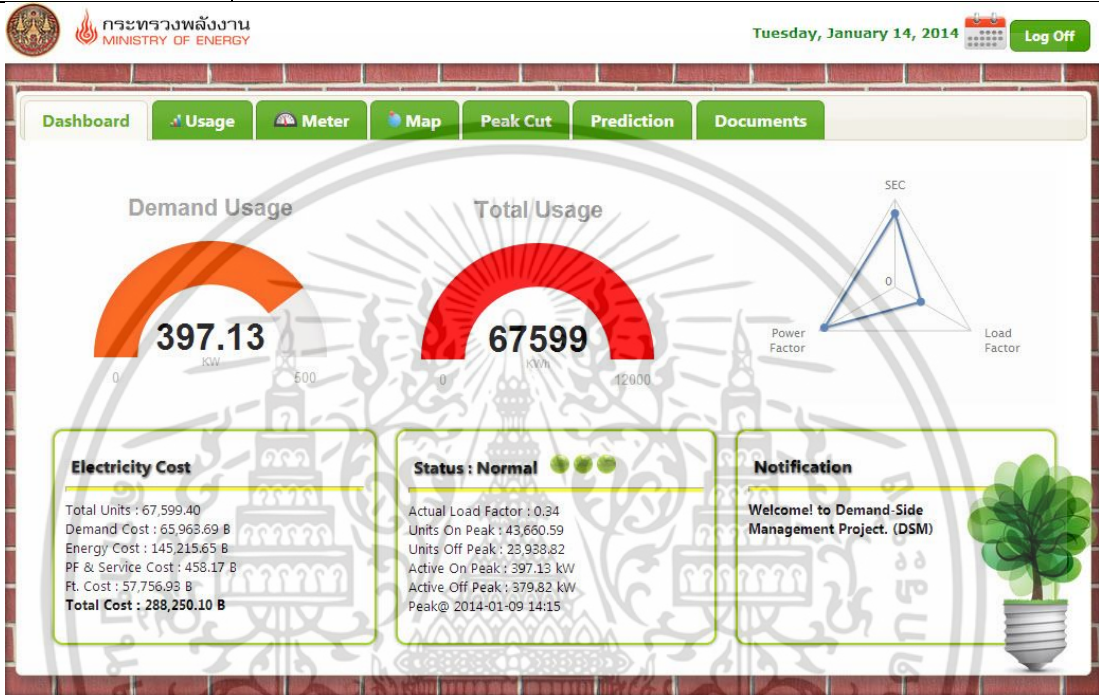 กระทรวงพลังงาน
MINISTRY OF ENERGY
Tuesday, January 14, 2014
Log Off
Dashboard
Usage
Meter
Map
Peak Cut
Prediction
Documents
Demand Usage
397.13
KW
0
500
Total Usage
67599
KWh
0
12000
SEC
0
Power
Factor
Load
Factor
Electricity Cost
Total Units : 67,599.40
Demand Cost : 65,963.69 B
Energy Cost : 145,215.65 B
PF & Service Cost : 458.17 B
Ft. Cost : 57,756.93 B
Total Cost : 288,250.10 B
Status : Normal
Actual Load Factor : 0.34
Units On Peak : 43,660.59
Units Off Peak : 23,938.82
Active On Peak : 397.13 kW
Active Off Peak : 379.82 kW
Peak@ 2014-01-09 14:15
Notification
Welcome! to Demand-Side
Management Project. (DSM)